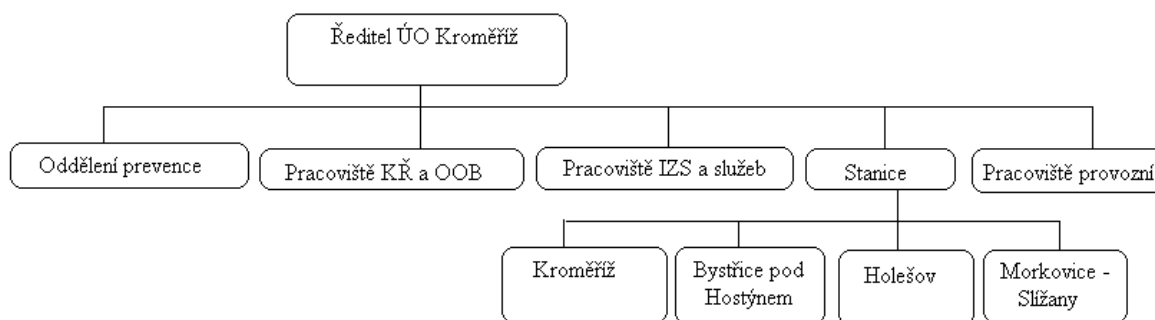 Ředitel ÚO Kroměříž
Oddělení prevence
Pracoviště KŘ a OOB
Pracoviště IZS a služeb
Stanice
Pracoviště provozní
Kroměříž
Bystřice pod
Hostýnem
Holešov
Morkovice -
Slížany